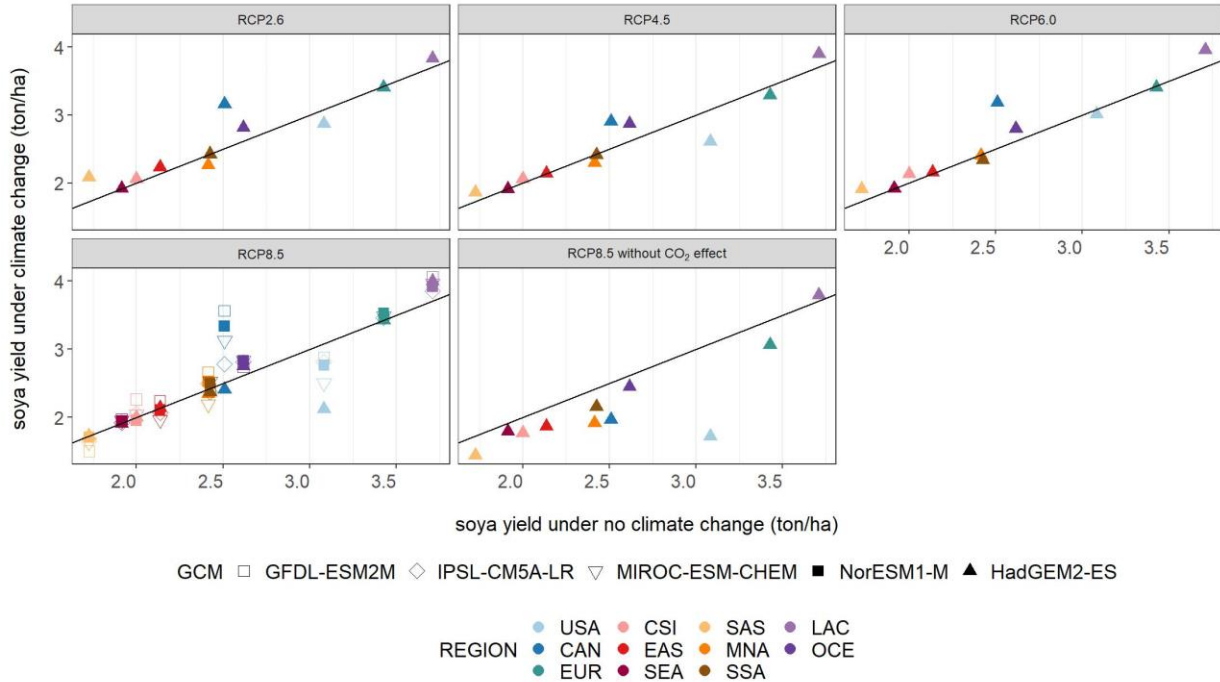 RCP2.6
RCP4.5
RCP6.0
4
3
2
2.0 2.5 3.0 3.5
RCP8.5
RCP8.5 without CO₂ effect
4
3
2
2.0 2.5 3.0 3.5
2.0 2.5 3.0 3.5
soya yield under climate change (ton/ha)
soya yield under no climate change (ton/ha)
GCM GFDL-ESM2M IPSL-CM5A-LR MIROC-ESM-CHEM NorESM1-M HadGEM2-ES
USA CSI SAS LAC
REGION CAN EAS MNA OCE
EUR SEA SSA